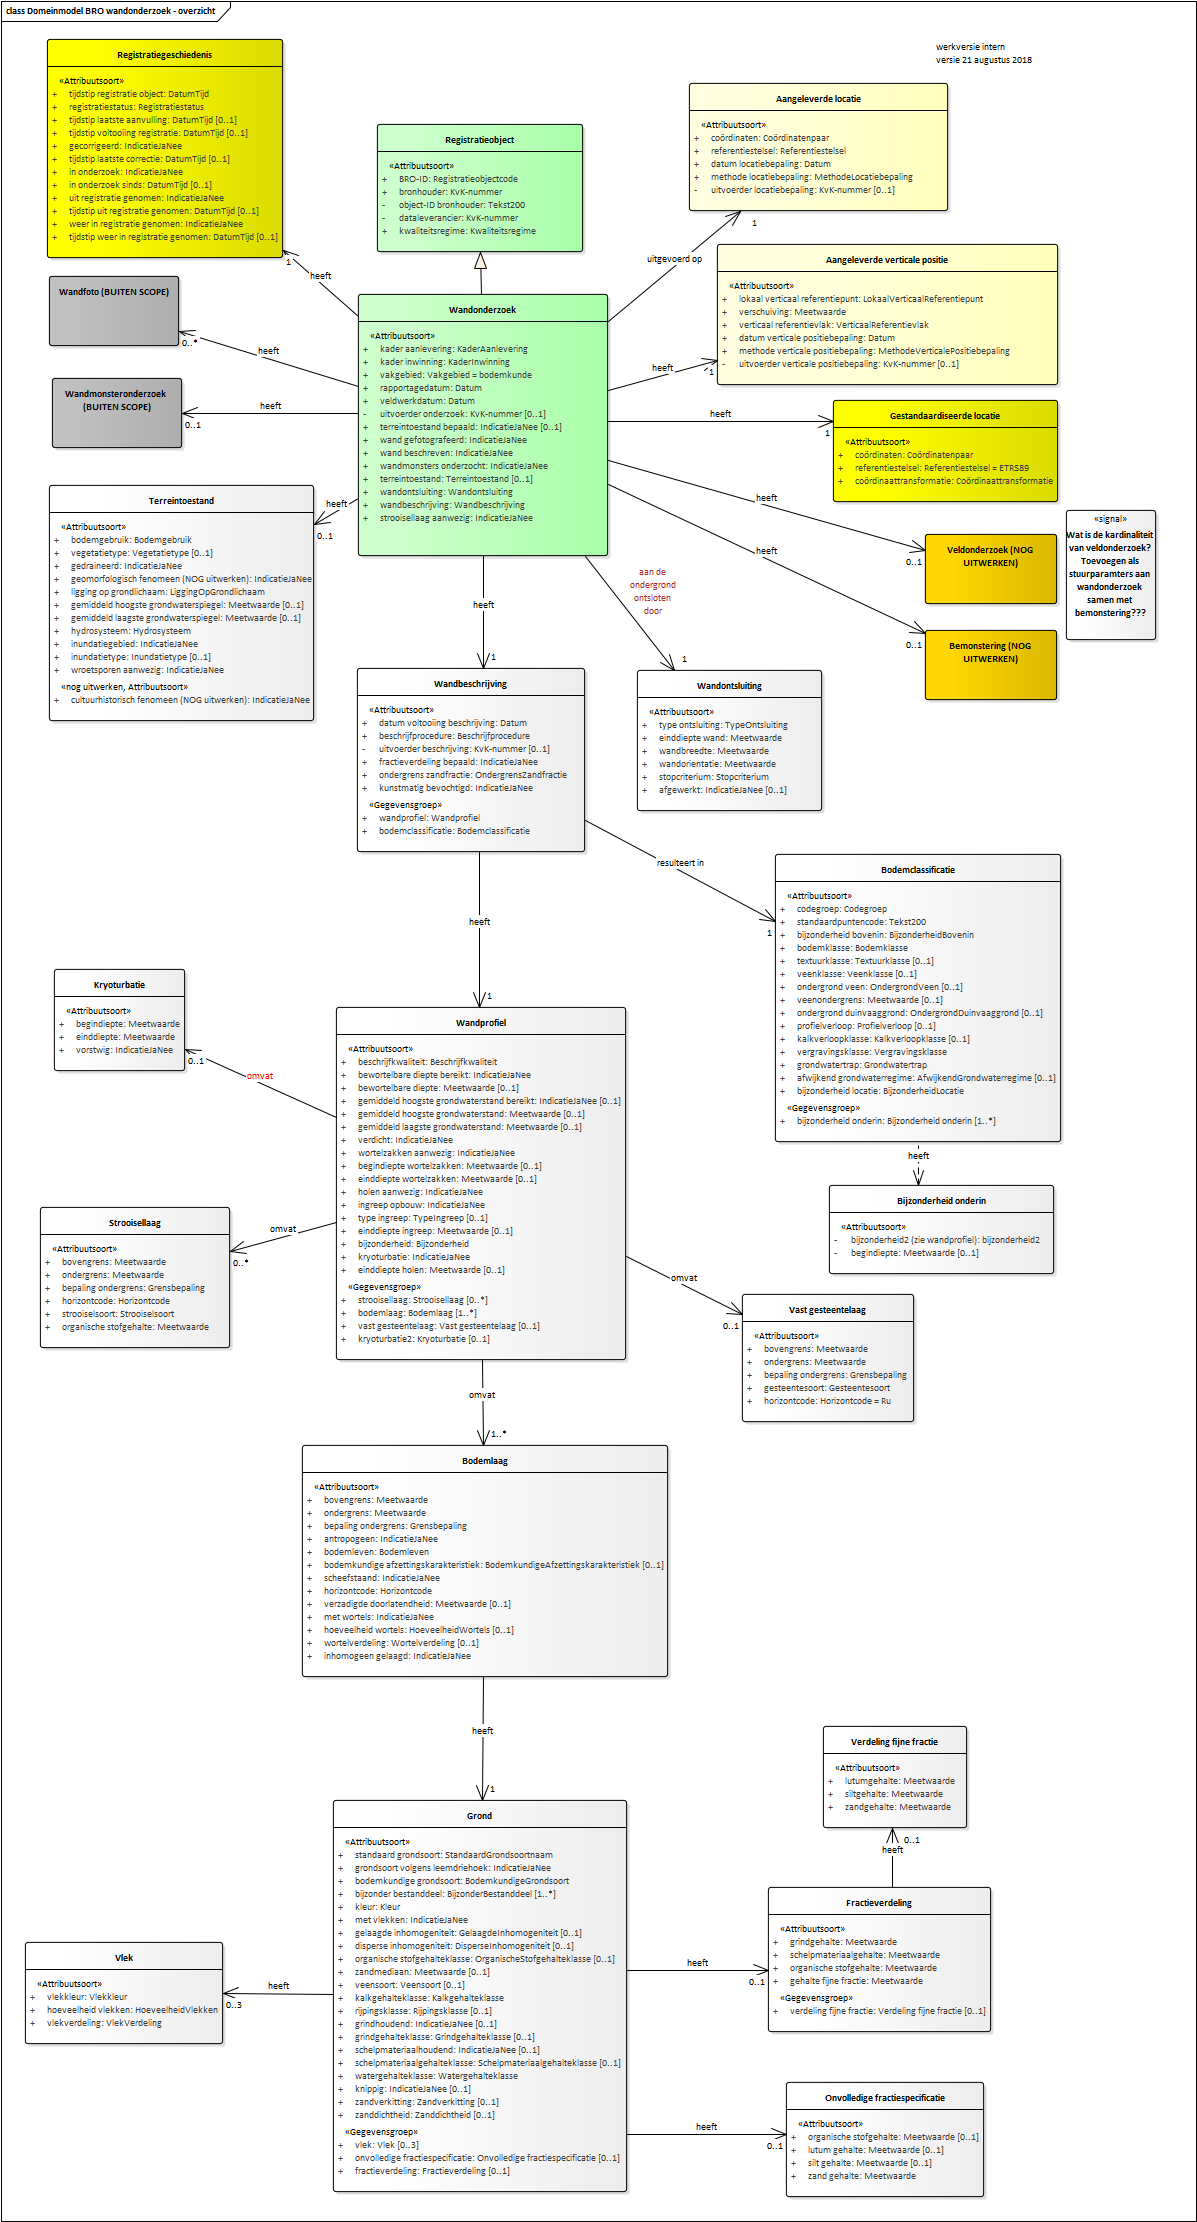 class Domeinmodel BRO wandonderzoek - overzicht
werkversie intern
versie 21 augustus 2018
Registratiegeschiedenis
«Attribuutsoort»
+ tijdstip registratie object: DatumTijd
+ registratiestatus: Registratiestatus
+ tijdstip laatste aanvulling: DatumTijd [0..1]
+ tijdstip voltooiing registratie: DatumTijd [0..1]
+ gecorrigeerd: IndicatieJaNee
+ tijdstip laatste correctie: DatumTijd [0..1]
+ in onderzoek: IndicatieJaNee
+ in onderzoek sinds: DatumTijd [0..1]
+ uit registratie genomen: IndicatieJaNee
+ tijdstip uit registratie genomen: DatumTijd [0..1]
+ weer in registratie genomen: IndicatieJaNee
+ tijdstip weer in registratie genomen: DatumTijd [0..1]
Registratieobject
«Attribuutsoort»
+ BRO-ID: Registratieobjectcode
+ bronhouder: KvK-nummer
- object-ID bronhouder: Tekst200
- dataleverancier: KvK-nummer
+ kwaliteitsregime: Kwaliteitsregime
Aangeleverde locatie
«Attribuutsoort»
+ coördinaten: Coördinatenpaar
+ referentiestelsel: Referentiestelsel
+ datum locatiebepaling: Datum
+ methode locatiebepaling: MethodeLocatiebepaling
- uitvoerder locatiebepaling: KvK-nummer [0..1]
1
uitgevoerd op
1
heeft
Aangeleverde verticale positie
«Attribuutsoort»
+ lokaal verticaal referentiepunt: LokaalVerticaalReferentiepunt
+ verschuiving: Meetwaarde
+ verticaal referentievlak: VerticaalReferentievlak
+ datum verticale positiebepaling: Datum
+ methode verticale positiebepaling: MethodeVerticalePositiebepaling
- uitvoerder verticale positiebepaling: KvK-nummer [0..1]
heeft
1
Wandfoto (BUITEN SCOPE)
0..*
heeft
Wandmonsteronderzoek
(BUITEN SCOPE)
heeft
0..1
Wandonderzoek
«Attribuutsoort»
+ kader aanlevering: KaderAanlevering
+ kader inwinning: KaderInwinning
+ vakgebied: Vakgebied = bodemkunde
+ rapportagedatum: Datum
+ veldwerkdatum: Datum
- uitvoerder onderzoek: KvK-nummer [0..1]
+ terreintoestand bepaald: IndicatieJaNee [0..1]
+ wand gefotografeerd: IndicatieJaNee
+ wand beschreven: IndicatieJaNee
+ wandmonsters onderzocht: IndicatieJaNee
+ terreintoestand: Terreintoestand [0..1]
+ wandontsluiting: Wandontsluiting
+ wandbeschrijving: Wandbeschrijving
+ strooisellaag aanwezig: IndicatieJaNee
heeft
1
Gestandaardiseerde locatie
«Attribuutsoort»
+ coördinaten: Coördinatenpaar
+ referentiestelsel: Referentiestelsel = ETRS89
+ coördinaattransformatie: Coördinaattransformatie
heeft
0..1
Veldonderzoek (NOG
UITWERKEN)
heeft
0..1
Bemonstering (NOG
UITWERKEN)
«signal»
Wat is de kardinaliteit
van veldonderzoek?
Toevoegen als
stuurparamters aan
wandonderzoek
samen met
bemonstering???
heeft
0..1
Terreintoestand
«Attribuutsoort»
+ bodemgebruik: Bodemgebruik
+ vegetatietype: Vegetatietype [0..1]
+ gedraineerd: IndicatieJaNee
+ geomorfologisch fenomeen (NOG uitwerken): IndicatieJaNee
+ ligging op grondlichaam: LiggingOpGrondlichaam
+ gemiddeld hoogste grondwaterspiegel: Meetwaarde [0..1]
+ gemiddeld laagste grondwaterspiegel: Meetwaarde [0..1]
+ hydrosysteem: Hydrosysteem
+ inundatiegebied: IndicatieJaNee
+ inundatietype: Inundatietype [0..1]
+ wroetsporen aanwezig: IndicatieJaNee
«nog uitwerken, Attribuutsoort»
+ cultuurhistorisch fenomeen (NOG uitwerken): IndicatieJaNee
heeft
1
aan de
ondergrond
ontsloten
door
1
Wandbeschrijving
«Attribuutsoort»
+ datum voltooiing beschrijving: Datum
+ beschrijfprocedure: Beschrijfprocedure
- uitvoerder beschrijving: KvK-nummer [0..1]
+ fractieverdeling bepaald: IndicatieJaNee
+ ondergrens zandfractie: OndergrensZandfractie
+ kunstmatig bevochtigd: IndicatieJaNee
«Gegevensgroep»
+ wandprofiel: Wandprofiel
+ bodemclassificatie: Bodemclassificatie
Wandontsluiting
«Attribuutsoort»
+ type ontsluiting: TypeOntsluiting
+ einddiepte wand: Meetwaarde
+ wandbreedte: Meetwaarde
+ wandorientatie: Meetwaarde
+ stopcriterium: Stopcriterium
+ afgewerkt: IndicatieJaNee [0..1]
resulteert in
1
heeft
1
Bodemclassificatie
«Attribuutsoort»
+ codegroep: Codegroep
+ standaardpuntencode: Tekst200
+ bijzonderheid bovenin: BijzonderheidBovenin
+ bodemklasse: Bodemklasse
+ textuurklasse: Textuurklasse [0..1]
+ veenklasse: Veenklasse [0..1]
+ ondergrond veen: OndergrondVeen [0..1]
+ veenondergrens: Meetwaarde [0..1]
+ ondergrond duinvaaggrond: OndergrondDuinvaaggrond [0..1]
+ profielverloop: Profielverloop [0..1]
+ kalkverloopklasse: Kalkverloopklasse [0..1]
+ vergravingsklasse: Vergravingsklasse
+ grondwatertrap: Grondwatertrap
+ afwijkend grondwaterregime: AfwijkendGrondwaterregime [0..1]
+ bijzonderheid locatie: BijzonderheidLocatie
«Gegevensgroep»
+ bijzonderheid onderin: Bijzonderheid onderin [1..*]
heeft
Bijzonderheid onderin
«Attribuutsoort»
- bijzonderheid2 (zie wandprofiel): bijzonderheid2
- begindiepte: Meetwaarde [0..1]
Kryoturbatie
«Attribuutsoort»
+ begindiepte: Meetwaarde
+ einddiepte: Meetwaarde
+ vorstwig: IndicatieJaNee
0..1
omvat
Wandprofiel
«Attribuutsoort»
+ beschrijfkwaliteit: Beschrijfkwaliteit
+ bewortelbare diepte bereikt: IndicatieJaNee
+ bewortelbare diepte: Meetwaarde [0..1]
+ gemiddeld hoogste grondwaterstand bereikt: IndicatieJaNee [0..1]
+ gemiddeld hoogste grondwaterstand: Meetwaarde [0..1]
+ gemiddeld laagste grondwaterstand: Meetwaarde [0..1]
+ verdicht: IndicatieJaNee
+ wortelzakken aanwezig: IndicatieJaNee
+ begindiepte wortelzakken: Meetwaarde [0..1]
+ einddiepte wortelzakken: Meetwaarde [0..1]
+ holen aanwezig: IndicatieJaNee
+ ingreep opbouw: IndicatieJaNee
+ type ingreep: TypeIngreep [0..1]
+ einddiepte ingreep: Meetwaarde [0..1]
+ bijzonderheid: Bijzonderheid
+ kryoturbatie: IndicatieJaNee
+ einddiepte holen: Meetwaarde [0..1]
«Gegevensgroep»
+ strooisellaag: Strooisellaag [0..*]
+ bodemlaag: Bodemlaag [1..*]
+ vast gesteentelaag: Vast gesteentelaag [0..1]
+ kryoturbatie2: Kryoturbatie [0..1]
Strooisellaag
«Attribuutsoort»
+ bovengrens: Meetwaarde
+ ondergrens: Meetwaarde
+ bepaling ondergrens: Grensbepaling
+ horizontcode: Horizontcode
+ strooiselsoort: Strooiselsoort
+ organische stofgehalte: Meetwaarde
omvat
0..*
omvat
0..1
Vast gesteentelaag
«Attribuutsoort»
+ bovengrens: Meetwaarde
+ ondergrens: Meetwaarde
+ bepaling ondergrens: Grensbepaling
+ gesteentesoort: Gesteentesoort
+ horizontcode: Horizontcode = Ru
omvat
1..*
Bodemlaag
«Attribuutsoort»
+ bovengrens: Meetwaarde
+ ondergrens: Meetwaarde
+ bepaling ondergrens: Grensbepaling
+ antropogeen: IndicatieJaNee
+ bodemleven: Bodemleven
+ bodemkundige afzettingskarakteristiek: BodemkundigeAfzettingskarakteristiek [0..1]
+ scheefstaand: IndicatieJaNee
+ horizontcode: Horizontcode
+ verzadigde doorlatendheid: Meetwaarde [0..1]
+ met wortels: IndicatieJaNee
+ hoeveelheid wortels: HoeveelheidWortels [0..1]
+ wortelverdeling: Wortelverdeling [0..1]
+ inhomogeen gelaagd: IndicatieJaNee
heeft
1
Grond
«Attribuutsoort»
+ standaard grondsoort: StandaardGrondsoortnaam
+ grondsoort volgens leemdriehoek: IndicatieJaNee
+ bodemkundige grondsoort: BodemkundigeGrondsoort
+ bijzonder bestanddeel: BijzonderBestanddeel [1..*]
+ kleur: Kleur
+ met vlekken: IndicatieJaNee
+ gelaagde inhomogeniteit: GelaagdeInhomogeniteit [0..1]
+ disperse inhomogeniteit: DisperseInhomogeniteit [0..1]
+ organische stofgehalteklasse: OrganischeStofgehalteklasse [0..1]
+ zandmediaan: Meetwaarde [0..1]
+ veensoort: Veensoort [0..1]
+ kalkgehalteklasse: Kalkgehalteklasse
+ rijpingsklasse: Rijpingsklasse [0..1]
+ grindhoudend: IndicatieJaNee [0..1]
+ grindgehalteklasse: Grindgehalteklasse [0..1]
+ schelpmateriaalhoudend: IndicatieJaNee [0..1]
+ schelpmateriaalgehalteklasse: Schelpmateriaalgehalteklasse [0..1]
+ watergehalteklasse: Watergehalteklasse
+ knippig: IndicatieJaNee [0..1]
+ zandverkitting: Zandverkitting [0..1]
+ zanddichtheid: Zanddichtheid [0..1]
«Gegevensgroep»
+ vlek: Vlek [0..3]
+ onvolledige fractiespecificatie: Onvolledige fractiespecificatie [0..1]
+ fractieverdeling: Fractieverdeling [0..1]
Vlek
«Attribuutsoort»
+ vlekkleur: Vlekkleur
+ hoeveelheid vlekken: HoeveelheidVlekken
+ vlekverdeling: VlekVerdeling
heeft
0..3
Verdeling fijne fractie
«Attribuutsoort»
+ lutumgehalte: Meetwaarde
+ siltgehalte: Meetwaarde
+ zandgehalte: Meetwaarde
0..1
heeft
Fractieverdeling
«Attribuutsoort»
+ grindgehalte: Meetwaarde
+ schelpmateriaalgehalte: Meetwaarde
+ organische stofgehalte: Meetwaarde
+ gehalte fijne fractie: Meetwaarde
«Gegevensgroep»
+ verdeling fijne fractie: Verdeling fijne fractie [0..1]
heeft
0..1
Onvolledige fractiespecificatie
«Attribuutsoort»
+ organische stofgehalte: Meetwaarde [0..1]
+ lutum gehalte: Meetwaarde [0..1]
+ silt gehalte: Meetwaarde [0..1]
+ zand gehalte: Meetwaarde
heeft
0..1